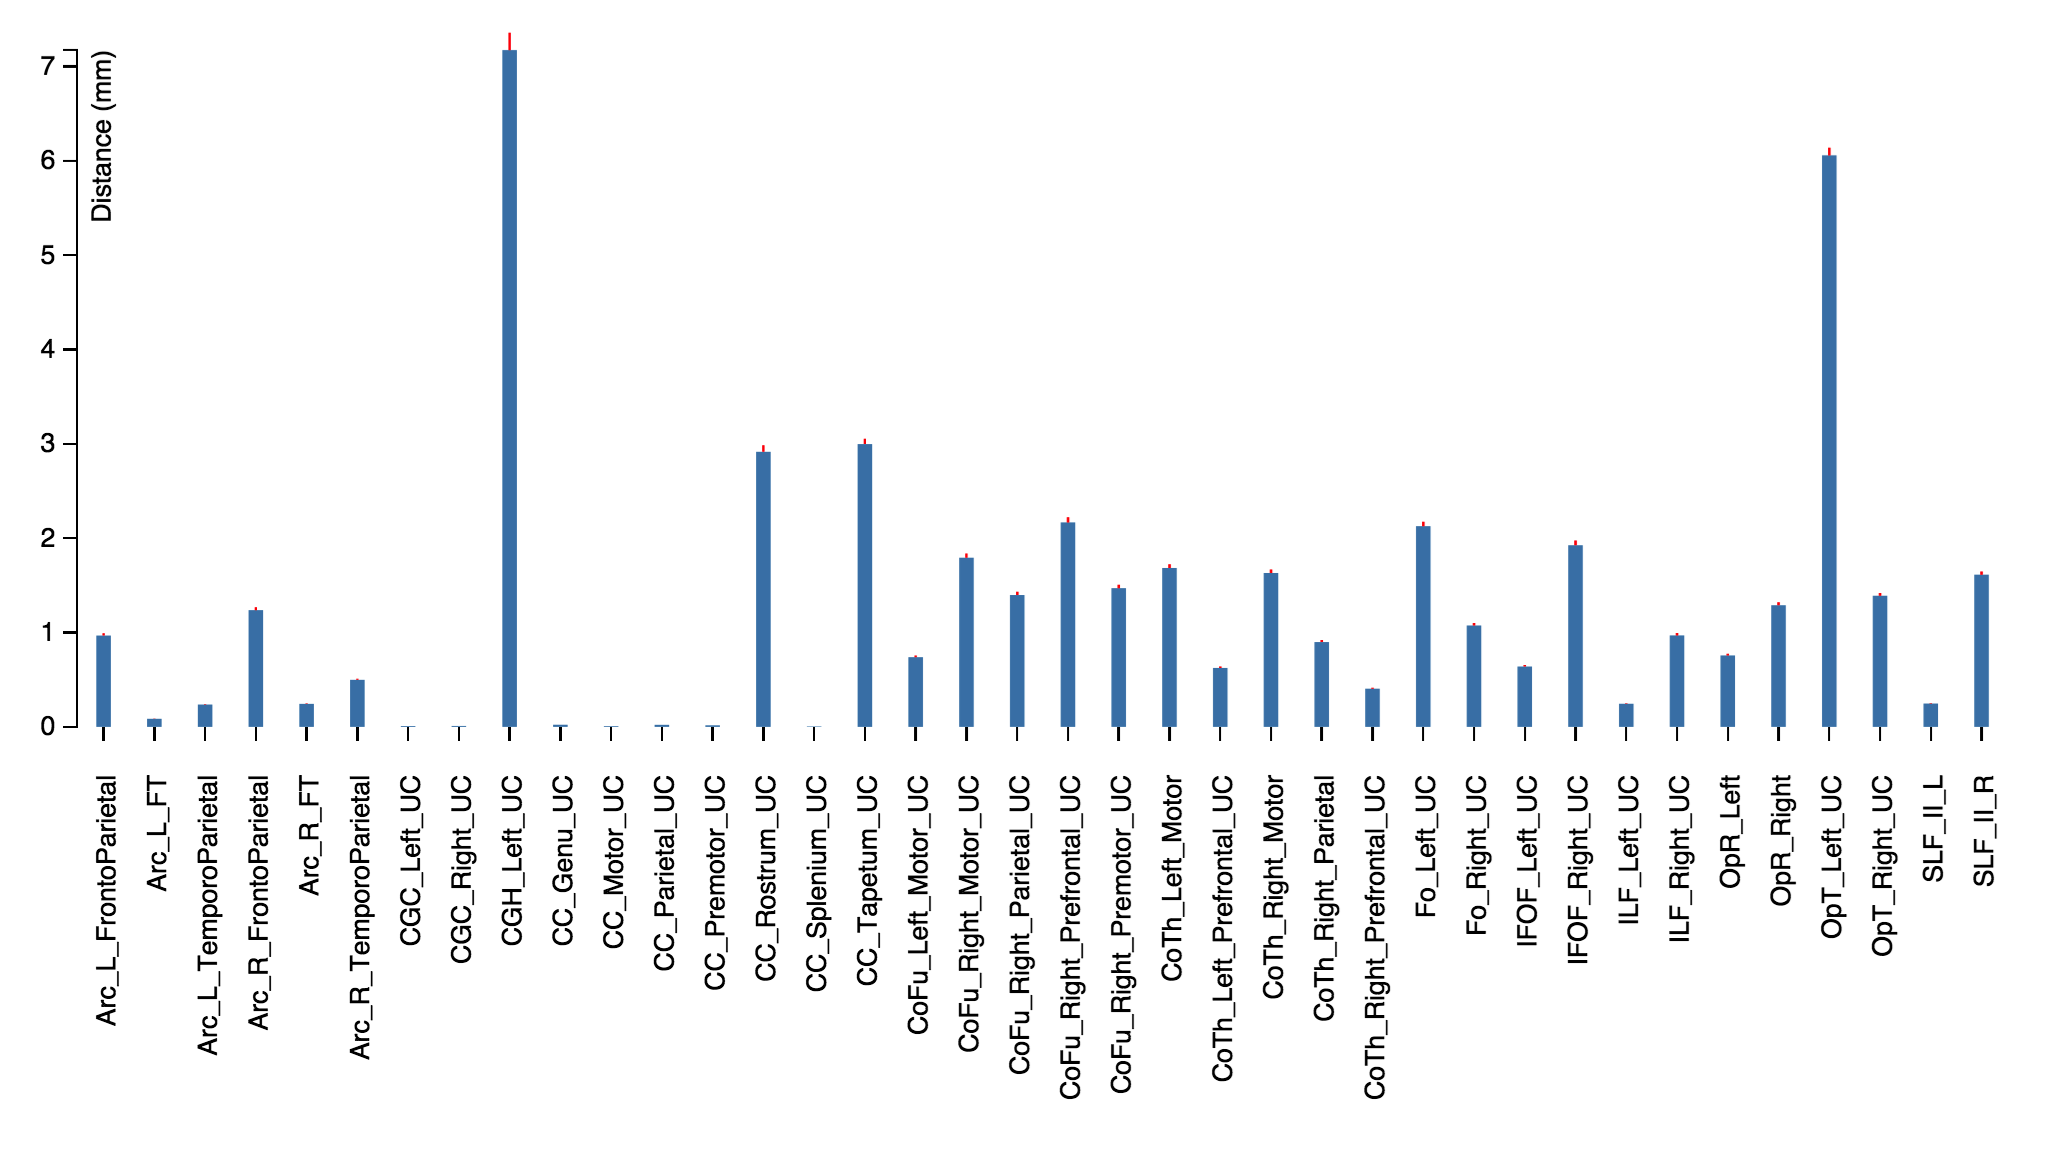 7
6
5
4
3
2
1
0
Distance (mm)
Arc_L_FrontoParietal
Arc_L_FT
Arc_L_TemporoParietal
Arc_R_FrontoParietal
Arc_R_FT
Arc_R_TemporoParietal
CGC_Left_UC
CGC_Right_UC
CGH_Left_UC
CC_Genu_UC
CC_Motor_UC
CC_Parietal_UC
CC_Premotor_UC
CC_Rostrum_UC
CC_Splenium_UC
CC_Tapetum_UC
CoFu_Left_Motor_UC
CoFu_Right_Motor_UC
CoFu_Right_Parietal_UC
CoFu_Right_Prefrontal_UC
CoFu_Right_Premotor_UC
CoTh_Left_Motor
CoTh_Left_Prefrontal_UC
CoTh_Right_Motor
CoTh_Right_Parietal
CoTh_Right_Prefrontal_UC
Fo_Left_UC
Fo_Right_UC
IFOF_Left_UC
IFOF_Right_UC
ILF_Left_UC
ILF_Right_UC
OpR_Left
OpR_Right
OpT_Left_UC
OpT_Right_UC
SLF_II_L
SLF_II_R